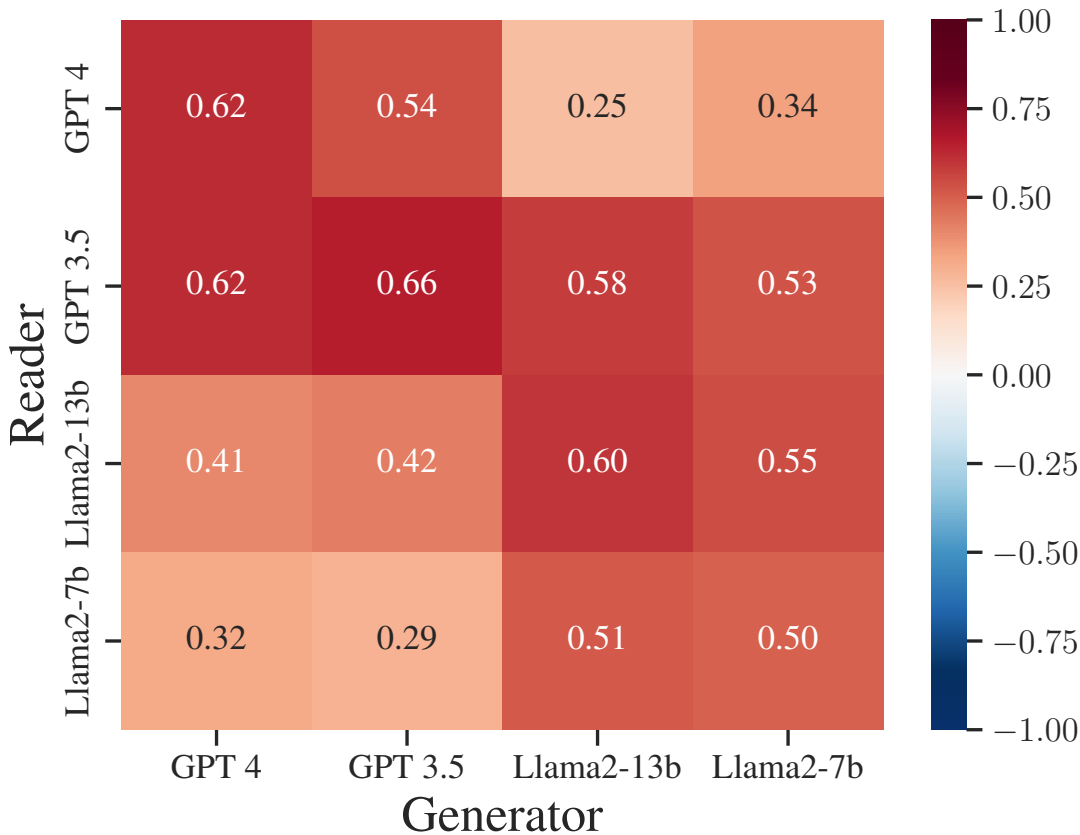 Reader
GPT 4
0.62 0.54 0.25 0.34
GPT 3.5
0.62 0.66 0.58 0.53
Llama2-13b
0.41 0.42 0.60 0.55
Llama2-7b
0.32 0.29 0.51 0.50
GPT 4 GPT 3.5 Llama2-13b Llama2-7b
Generator
1.00
0.75
0.50
0.25
0.00
−0.25
−0.50
−0.75
−1.00